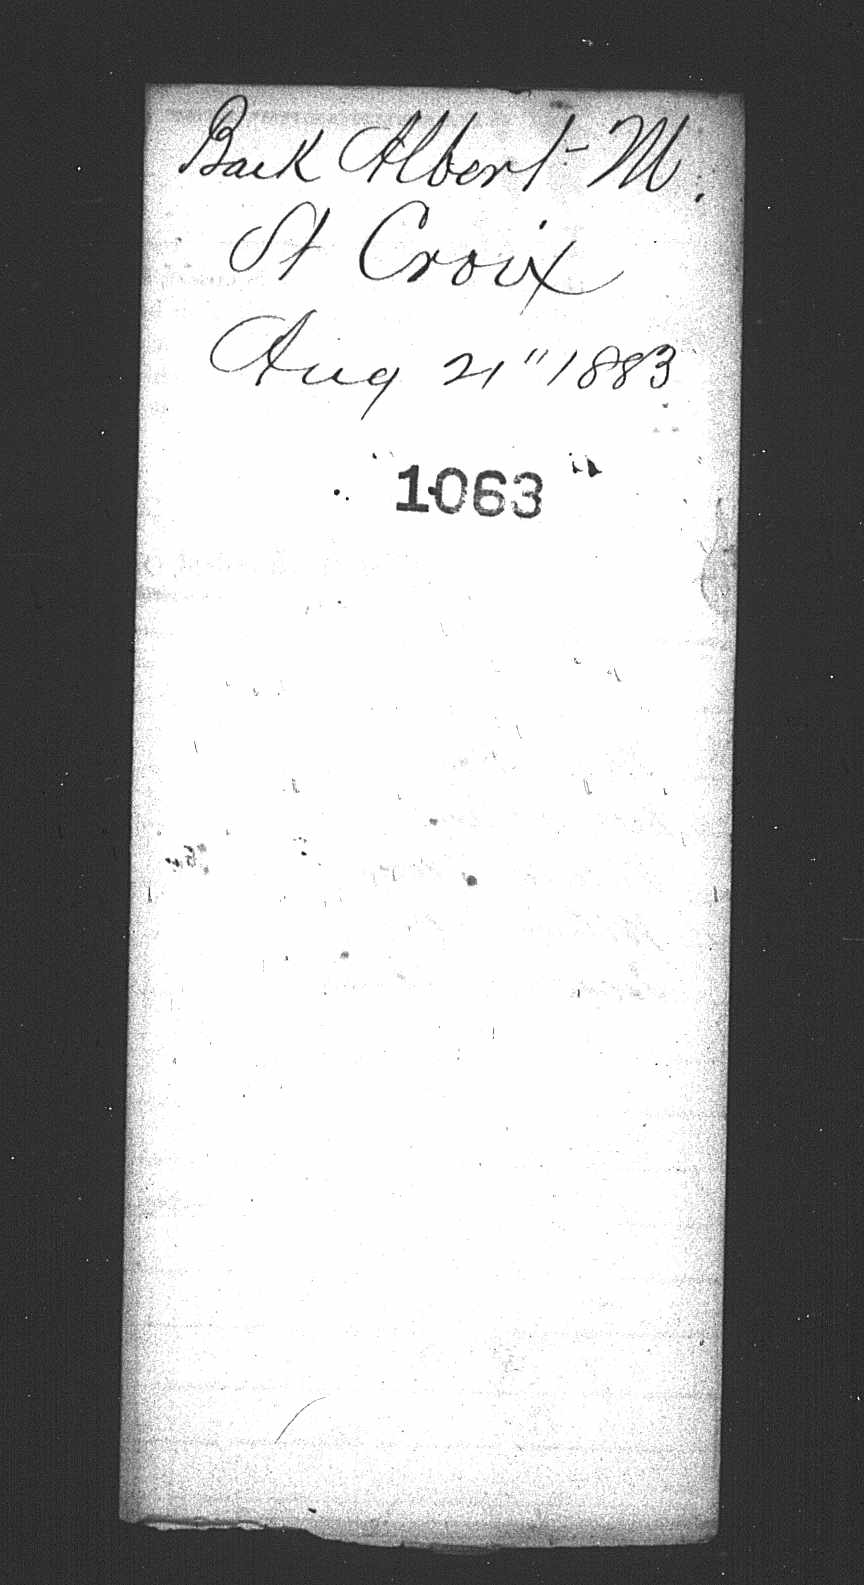 Back Albert M.
St Croix
Aug 21" 1883
1063